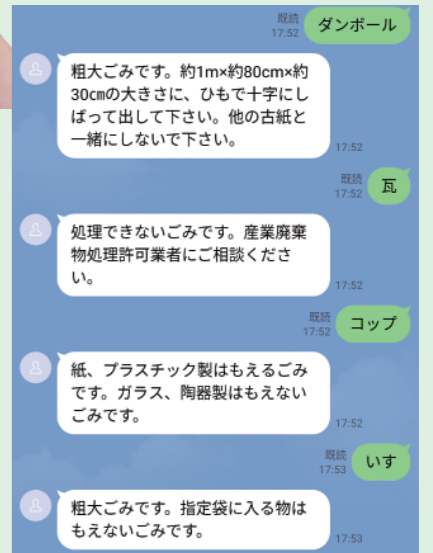 既読
17:52
ダンボール
粗大ごみです。約1m×約80cm×約
30㎝の大きさに、ひもで十字にし
ばって出して下さい。他の古紙と
一緒にしないで下さい。
17:52
既読
17:52
瓦
処理できないごみです。産業廃棄
物処理許可業者にご相談くださ
い。
17:52
既読
17:52
コップ
紙、プラスチック製はもえるごみ
です。ガラス、陶器製はもえない
ごみです。
17:52
既読
17:53
いす
粗大ごみです。指定袋に入る物は
もえないごみです。
17:53